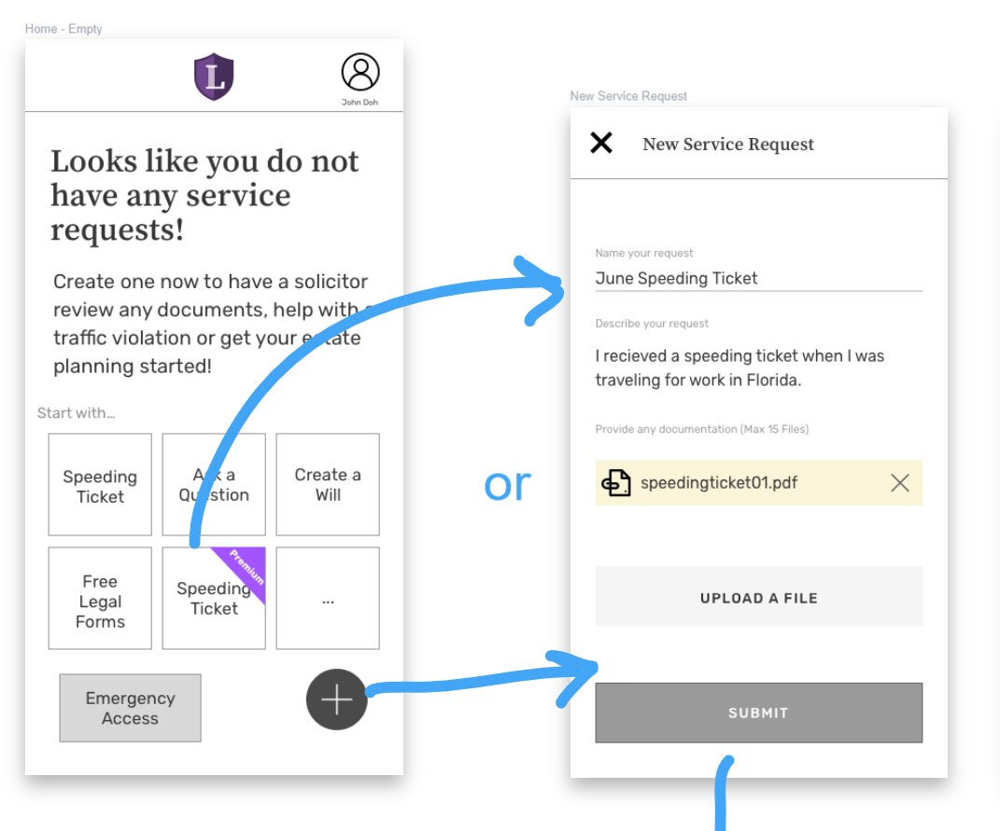 Home - Empty
L
John Doh
Looks like you do not
have any service
requests!
Create one now to have a solicitor
review any documents, help with a
traffic violation or get your estate
planning started!
Start with...
Speeding
Ticket
Ask a
Question
Create a
Will
Free
Legal
Forms
Premium
Speeding
Ticket
...
Emergency
Access
or
New Service Request
New Service Request
Name your request
June Speeding Ticket
Describe your request
I recieved a speeding ticket when I was
traveling for work in Florida.
Provide any documentation (Max 15 Files)
speedingticket01.pdf
UPLOAD A FILE
SUBMIT